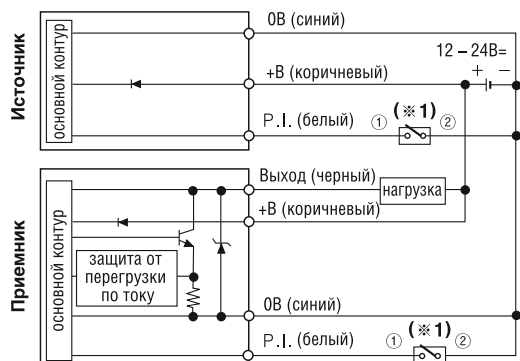 Источник
основной контур
0В (синий)
12 – 24В=
+ –
+В (коричневый)
P.I. (белый) ① (※1) ②
Приемник
основной контур
Выход (черный) нагрузка
+В (коричневый)
защита от
перегрузки
по току
0В (синий)
P.I. (белый) ① (※1) ②